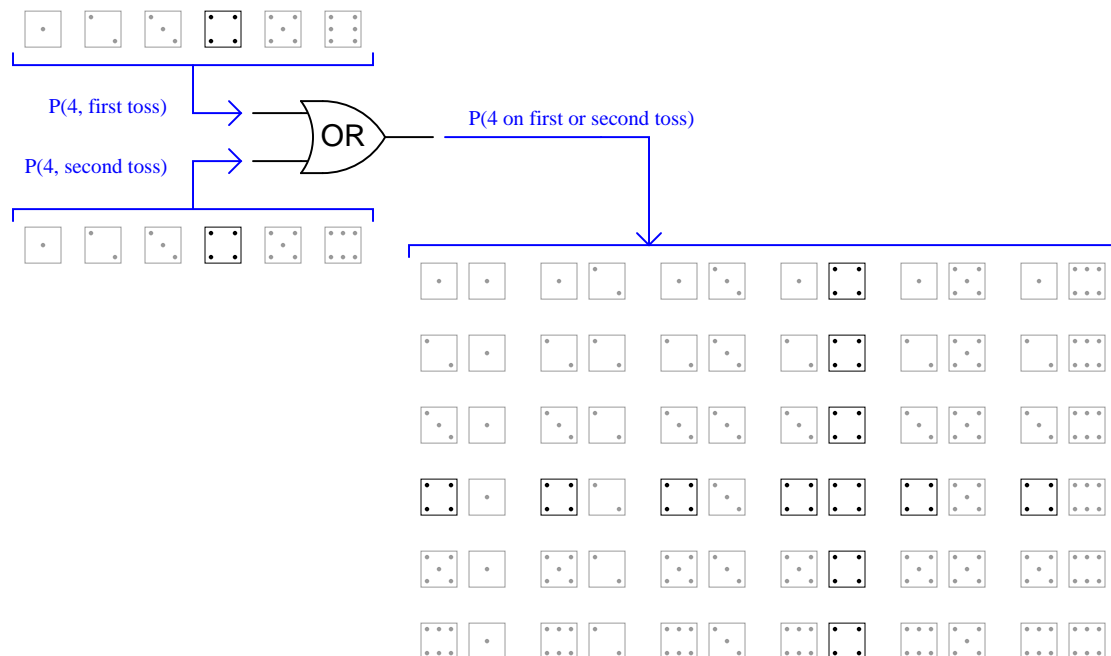 P(4, first toss)
OR
P(4 on first or second toss)
P(4, second toss)